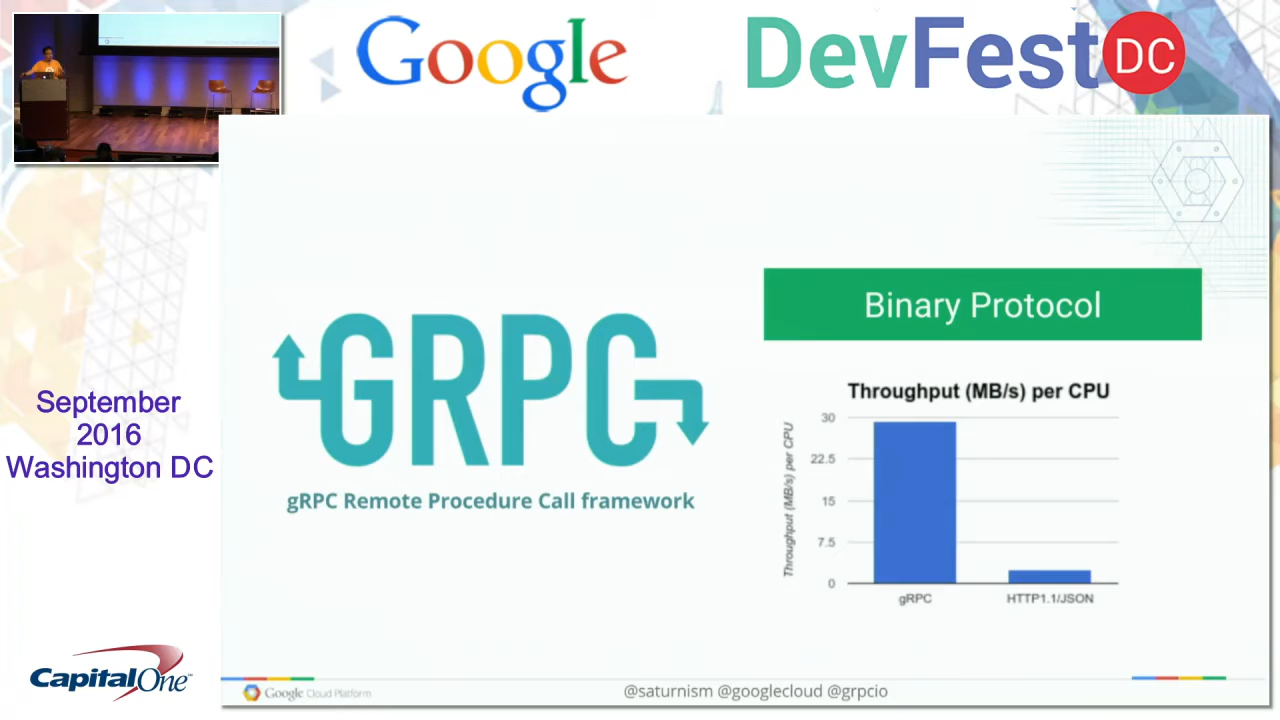 Google
DevFest DC
September
2016
Washington DC
GRPC
gRPC Remote Procedure Call framework
Binary Protocol
Throughput (MB/s) per CPU
Throughput (MB/s) per CPU
30
22.5
15
7.5
0
gRPC
HTTP1.1/JSON
CapitalOne
Google Cloud Platform
@saturnism @googlecloud @grpcio